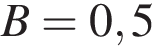 B = 0, 5